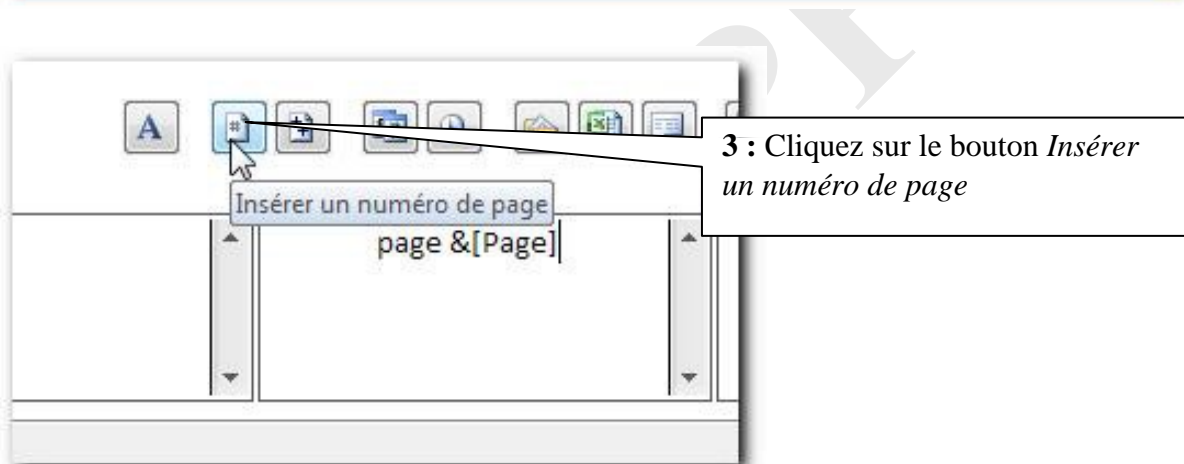 A
3 : Cliquez sur le bouton Insérer
un numéro de page
Insérer un numéro de page
page &[Page]